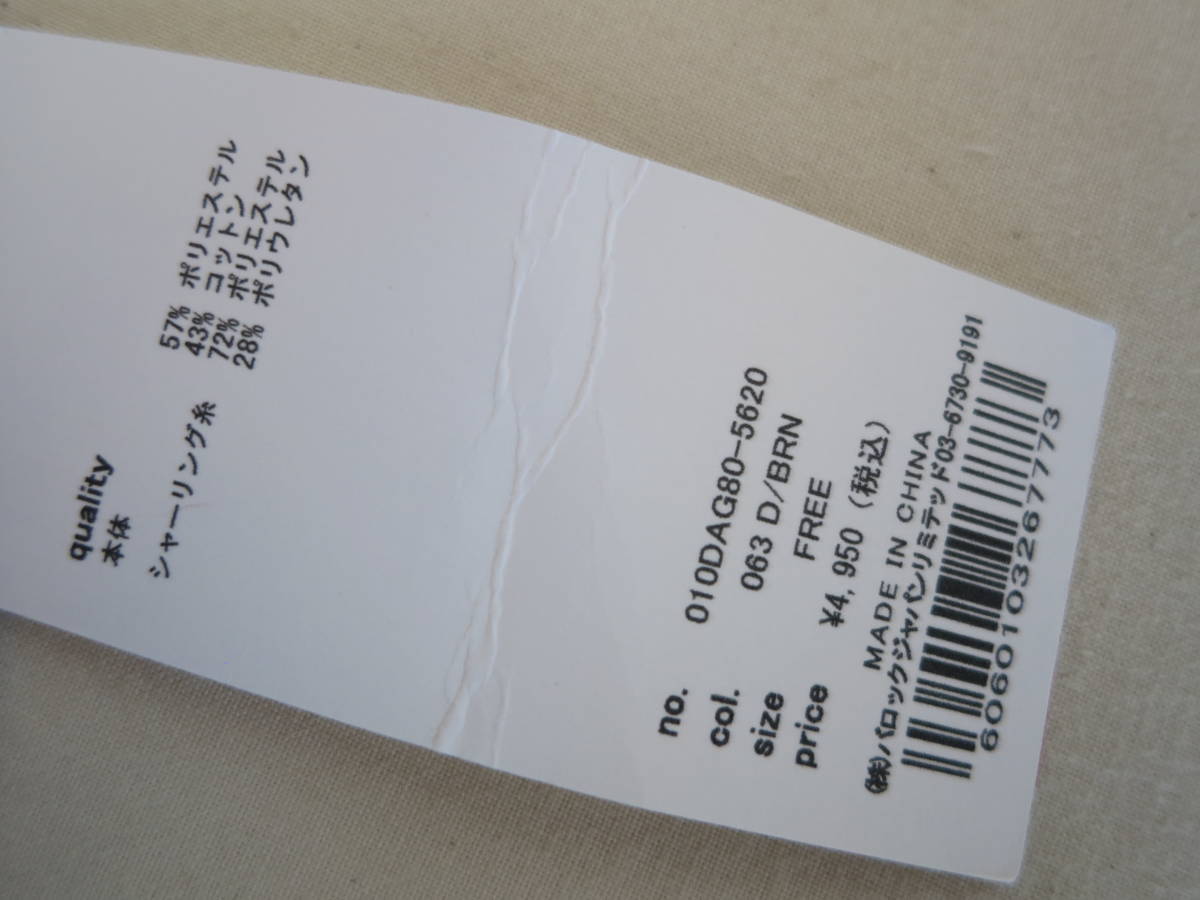 quality
本体
57% ポリエステル
43% コットン
シャーリング糸 72% ポリエステル
28% ポリウレタン
no. 010DAG80-5620
col. 063 D/BRN
size FREE
price ¥4,950 (税込)
MADE IN CHINA
(株)バロックジャパンリミテッド03-6730-9191
6060103267773